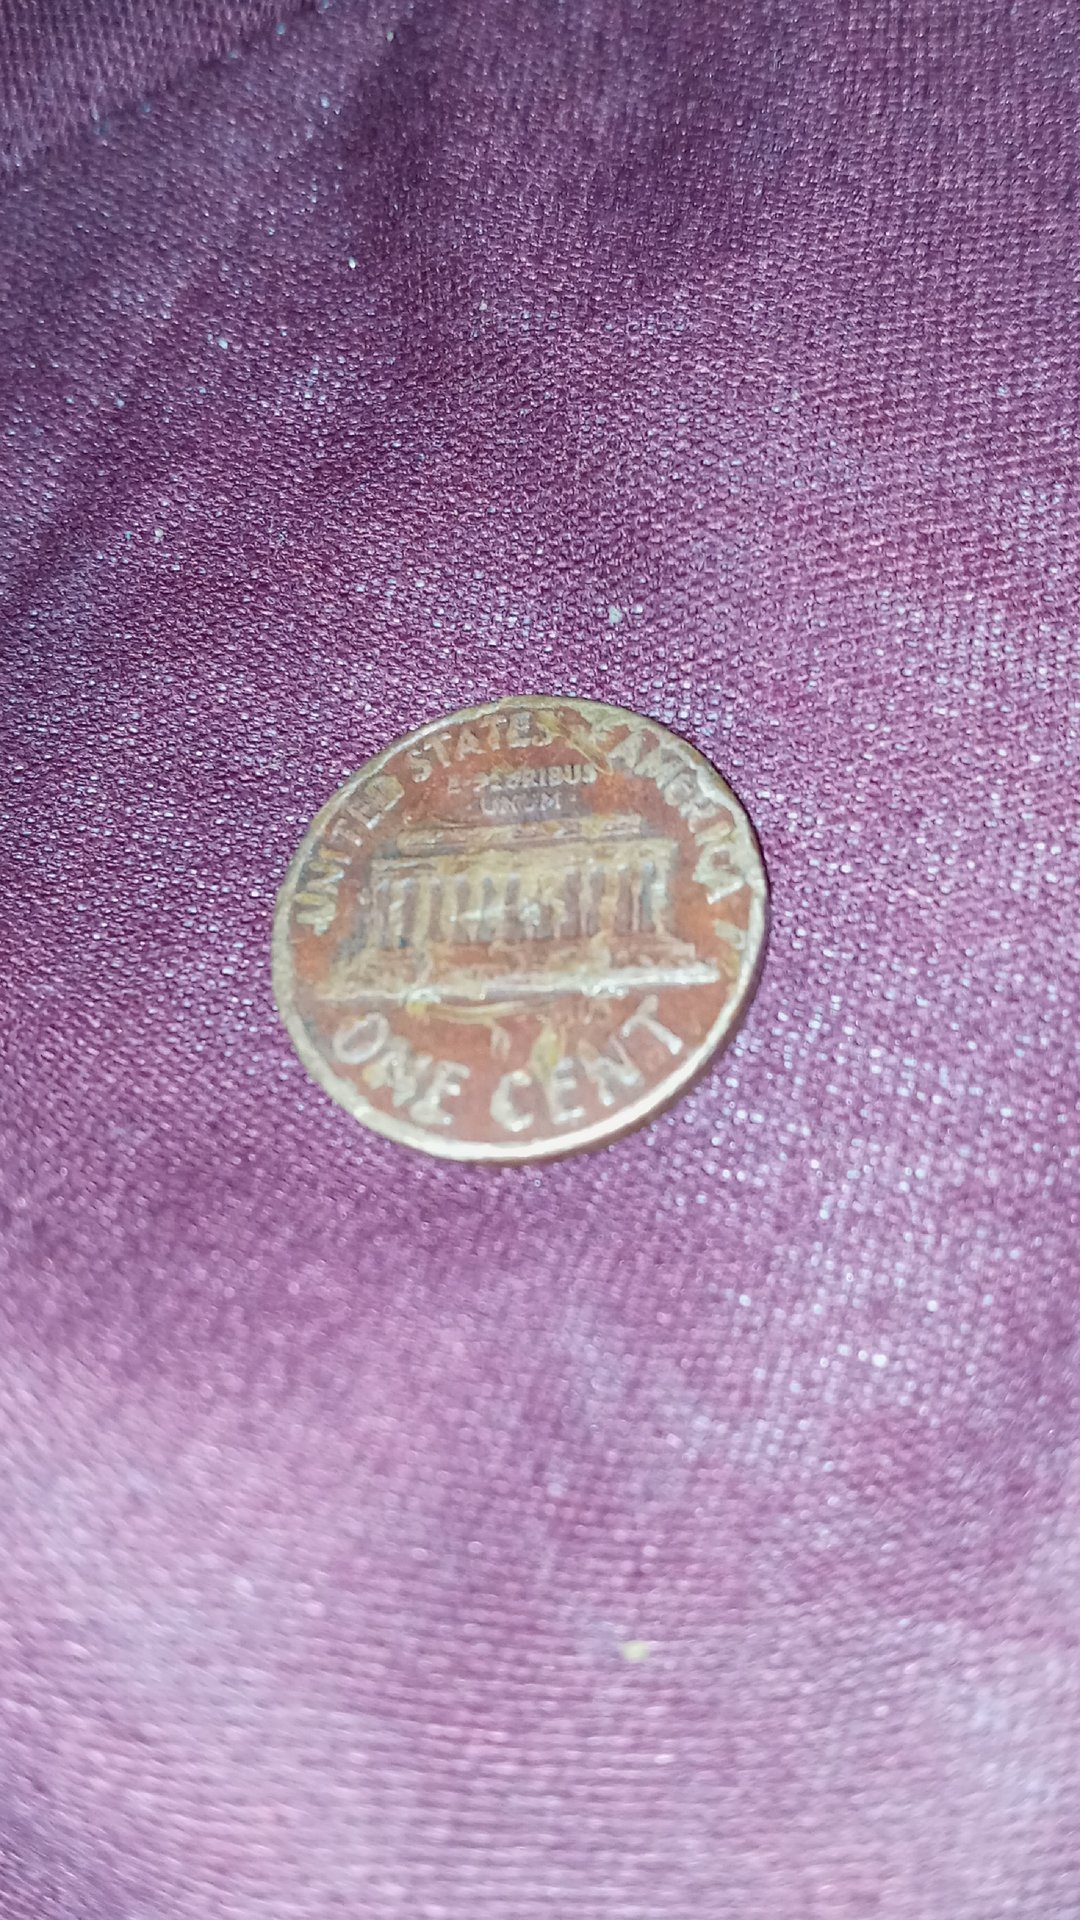 UNITED STATES OF AMERICA
E PLURIBUS
UNUM
ONE CENT